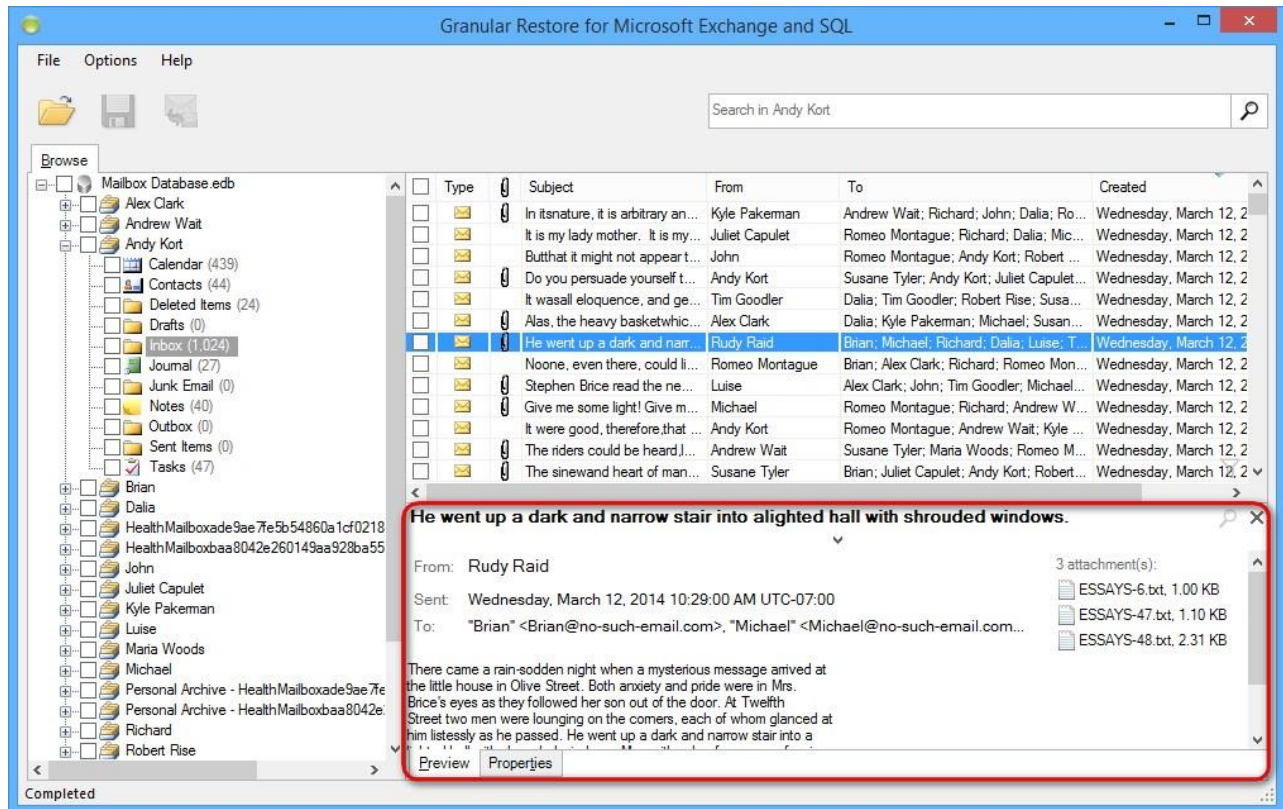 Granular Restore for Microsoft Exchange and SQL
File Options Help
Search in Andy Kort
Browse
Mailbox Database.edb
Alex Clark
Andrew Wait
Andy Kort
Calendar (439)
Contacts (44)
Deleted Items (24)
Drafts (0)
Inbox (1,024)
Journal (27)
Junk Email (0)
Notes (40)
Outbox (0)
Sent Items (0)
Tasks (47)
Brian
Dalia
HealthMailboxade9ae7fe5b54860a1cf0218
HealthMailboxbaa8042e260149aa928ba55
John
Juliet Capulet
Kyle Pakerman
Luise
Maria Woods
Michael
Personal Archive - HealthMailboxade9ae7fe
Personal Archive - HealthMailboxbaa8042e
Richard
Robert Rise
Type Subject From To Created
In itsnature, it is arbitrary an... Kyle Pakerman Andrew Wait; Richard; John; Dalia; Ro... Wednesday, March 12, 2
It is my lady mother. It is my... Juliet Capulet Romeo Montague; Richard; Dalia; Mic... Wednesday, March 12, 2
Butthat it might not appear t... John Romeo Montague; Andy Kort; Robert ... Wednesday, March 12, 2
Do you persuade yourself t... Andy Kort Susane Tyler; Andy Kort; Juliet Capulet... Wednesday, March 12, 2
It wasall eloquence, and ge... Tim Goodler Dalia; Tim Goodler; Robert Rise; Susa... Wednesday, March 12, 2
Alas, the heavy basketwhic... Alex Clark Dalia; Kyle Pakerman; Michael; Susan... Wednesday, March 12, 2
He went up a dark and narr... Rudy Raid Brian; Michael; Richard; Dalia; Luise; T... Wednesday, March 12, 2
Noone, even there, could li... Romeo Montague Brian; Alex Clark; Richard; Romeo Mon... Wednesday, March 12, 2
Stephen Brice read the ne... Luise Alex Clark; John; Tim Goodler; Michael... Wednesday, March 12, 2
Give me some light! Give m... Michael Romeo Montague; Richard; Andrew W... Wednesday, March 12, 2
It were good, therefore,that ... Andy Kort Romeo Montague; Andrew Wait; Kyle ... Wednesday, March 12, 2
The riders could be heard,l... Andrew Wait Susane Tyler; Maria Woods; Romeo M... Wednesday, March 12, 2
The sinewand heart of man... Susane Tyler Brian; Juliet Capulet; Andy Kort; Robert... Wednesday, March 12, 2
He went up a dark and narrow stair into alighted hall with shrouded windows.
From: Rudy Raid
Sent: Wednesday, March 12, 2014 10:29:00 AM UTC-07:00
To: "Brian" <Brian@no-such-email.com>, "Michael" <Michael@no-such-email.com...
3 attachment(s):
ESSAYS-6.txt, 1.00 KB
ESSAYS-47.txt, 1.10 KB
ESSAYS-48.txt, 2.31 KB
There came a rain-sodden night when a mysterious message arrived at
the little house in Olive Street. Both anxiety and pride were in Mrs.
Brice's eyes as they followed her son out of the door. At Twelfth
Street two men were lounging on the corners, each of whom glanced at
him listessly as he passed. He went up a dark and narrow stair into a
Preview Properties
Completed